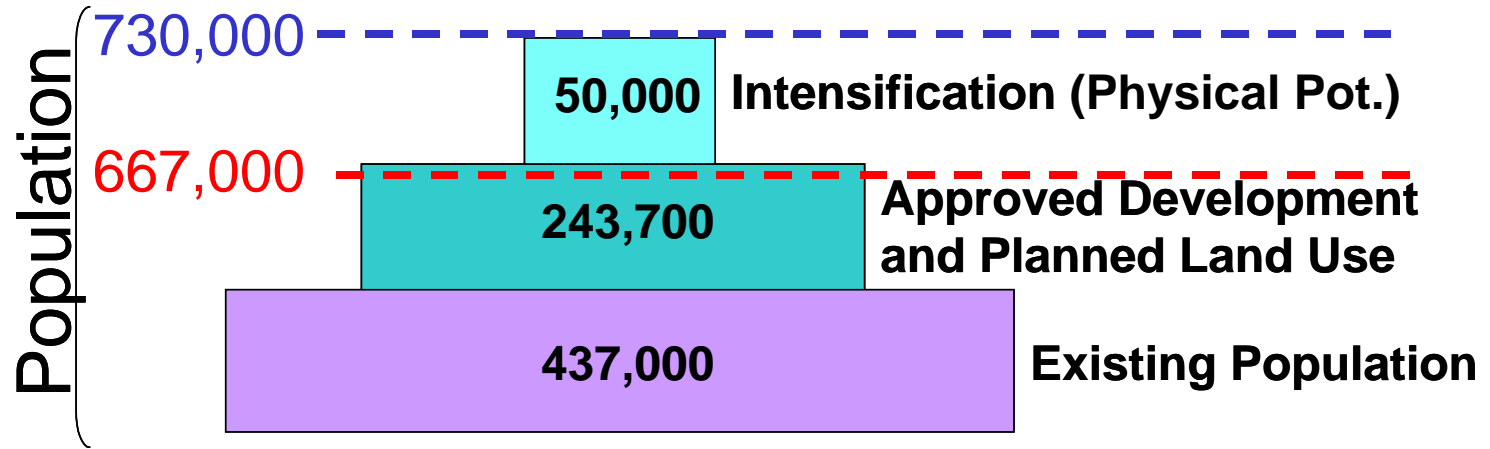 Population
730,000
50,000 Intensification (Physical Pot.)
667,000
243,700
Approved Development
and Planned Land Use
437,000 Existing Population